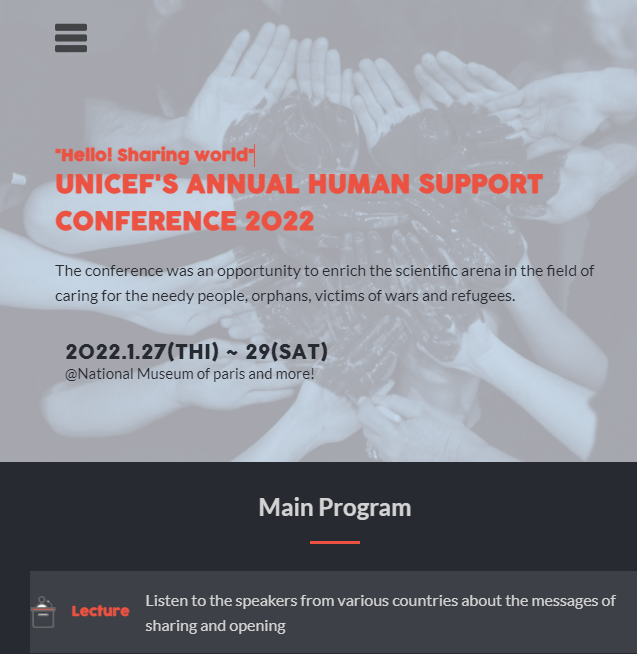 "Hello! Sharing world"
UNICEF'S ANNUAL HUMAN SUPPORT
CONFERENCE 2022
The conference was an opportunity to enrich the scientific arena in the field of
caring for the needy people, orphans, victims of wars and refugees.
2022.1.27(THI) ~ 29(SAT)
@National Museum of paris and more!
Main Program
Lecture
Listen to the speakers from various countries about the messages of
sharing and opening